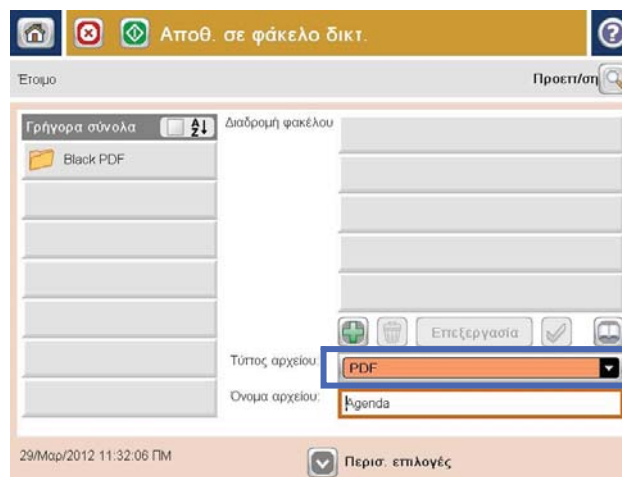 Αποθ. σε φάκελο δικτ.
Έτοιμο
Προεπ/ση
Γρήγορα σύνολα
Διαδρομή φακέλου
Black PDF
Επεξεργασία
Τύπος αρχείου:
PDF
Όνομα αρχείου:
Agenda
29/Μαρ/2012 11:32:06 ΠΜ
Περισ. επιλογές